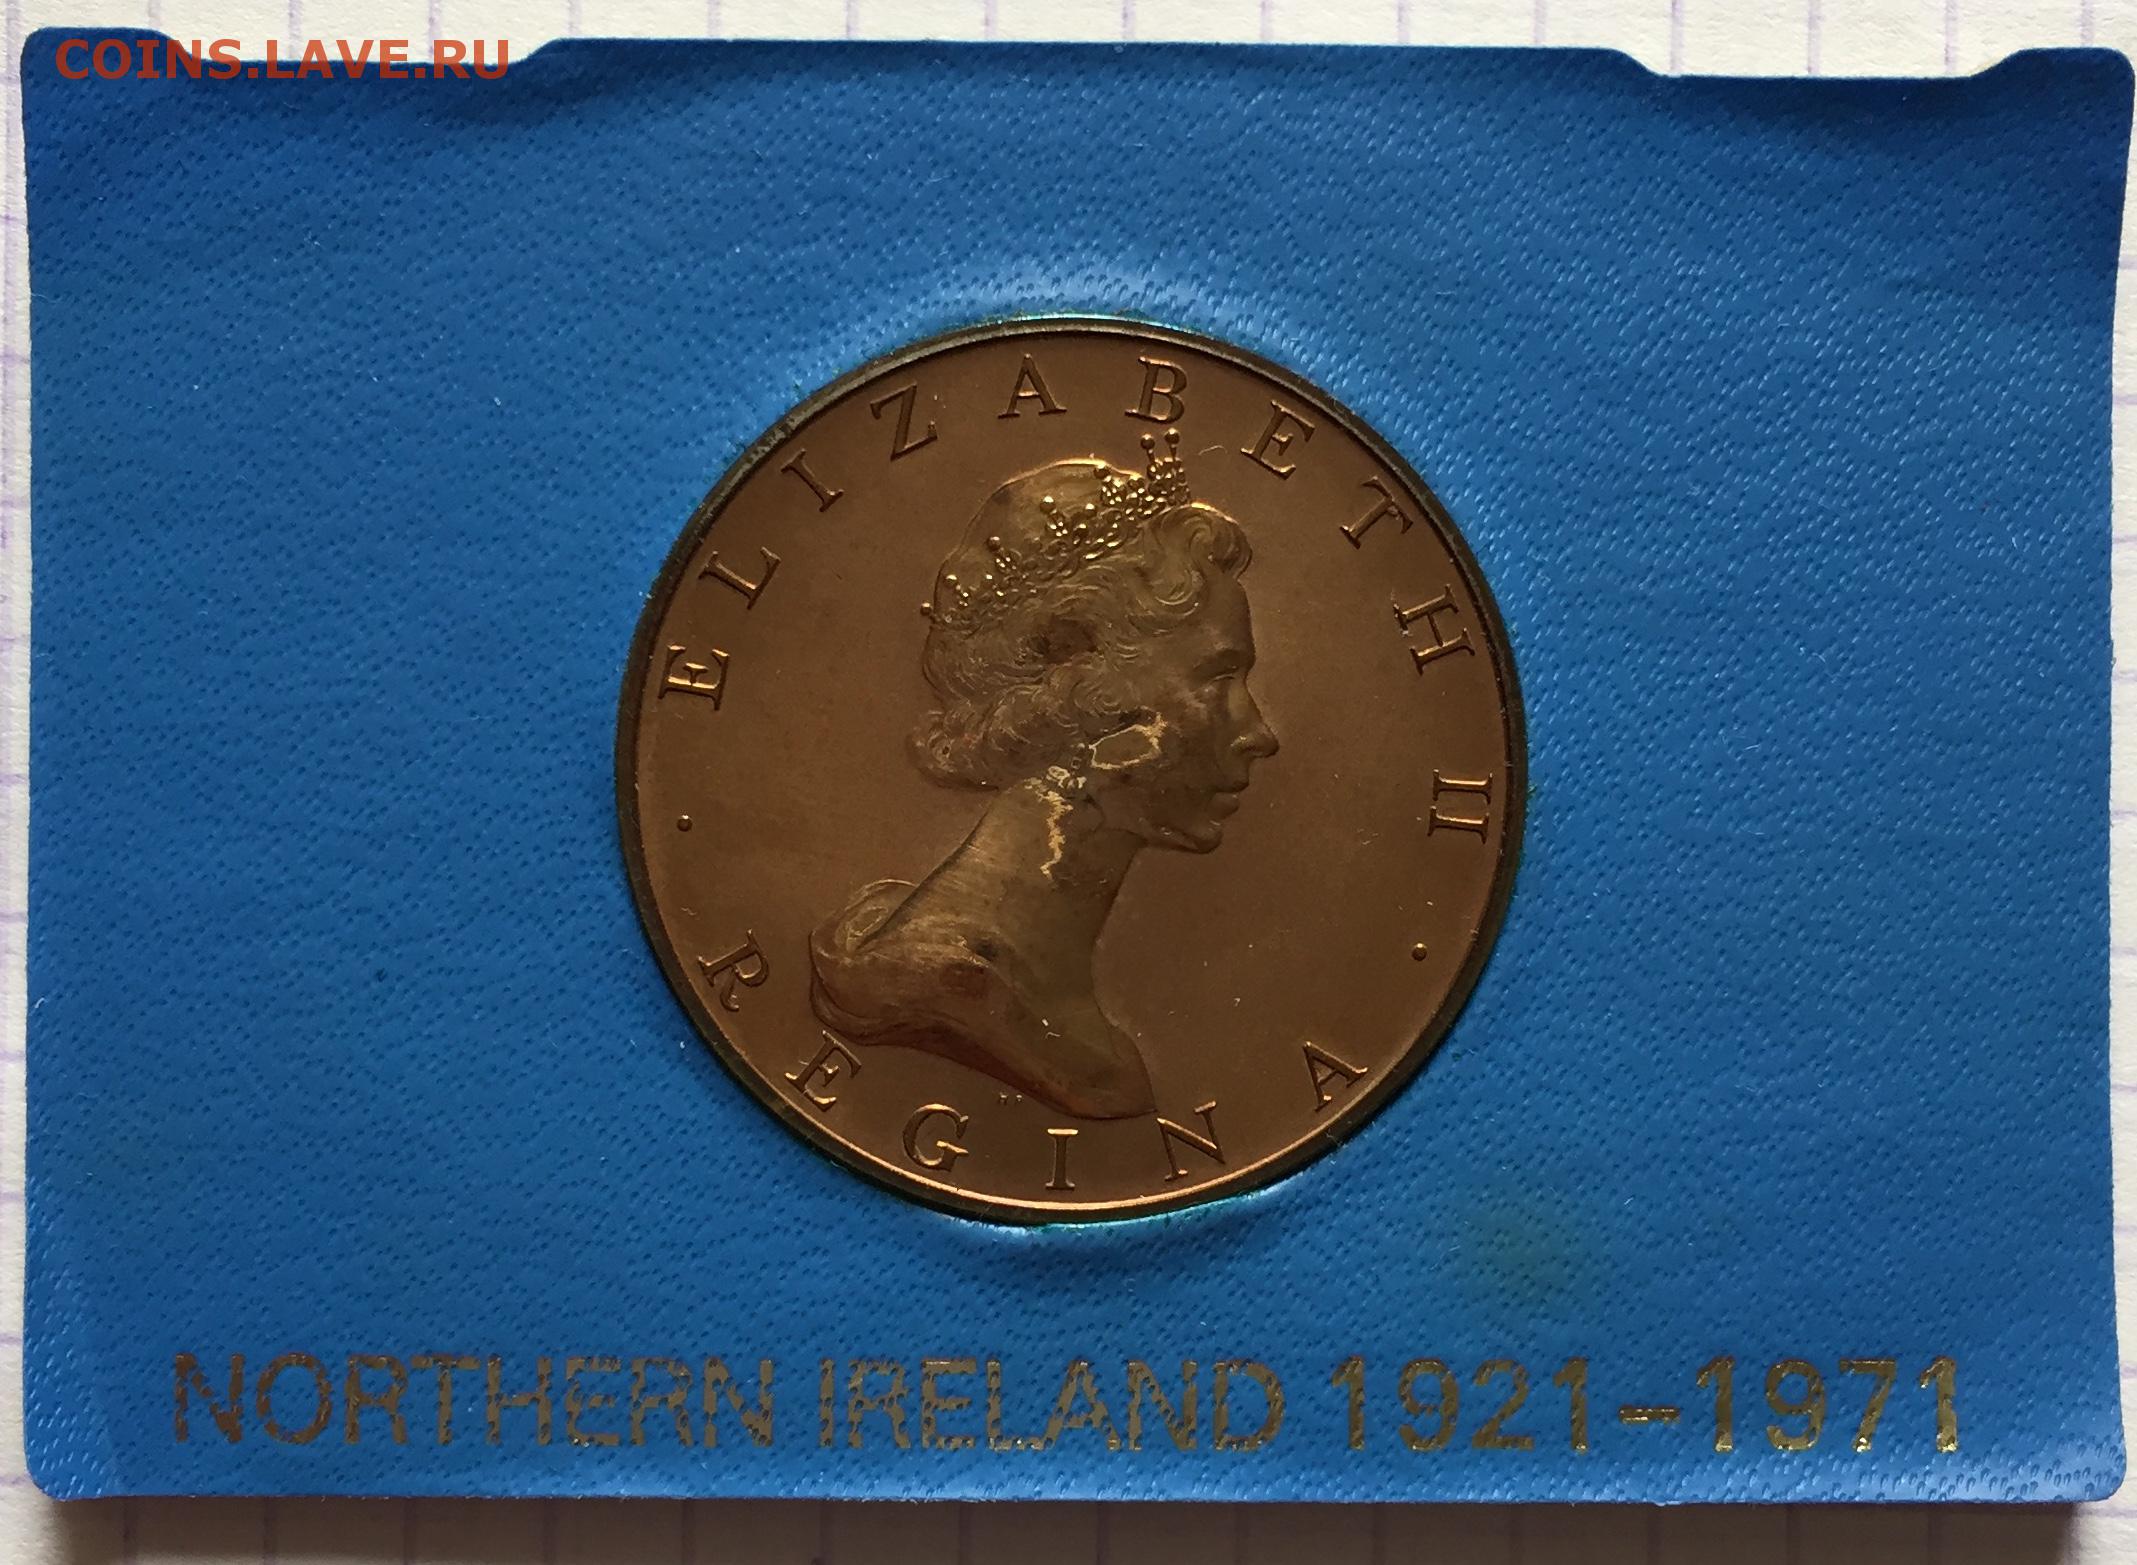 COINS.LAVE.RU
ELIZABETH II
· REGINA ·
NORTHERN IRELAND 1921-1971